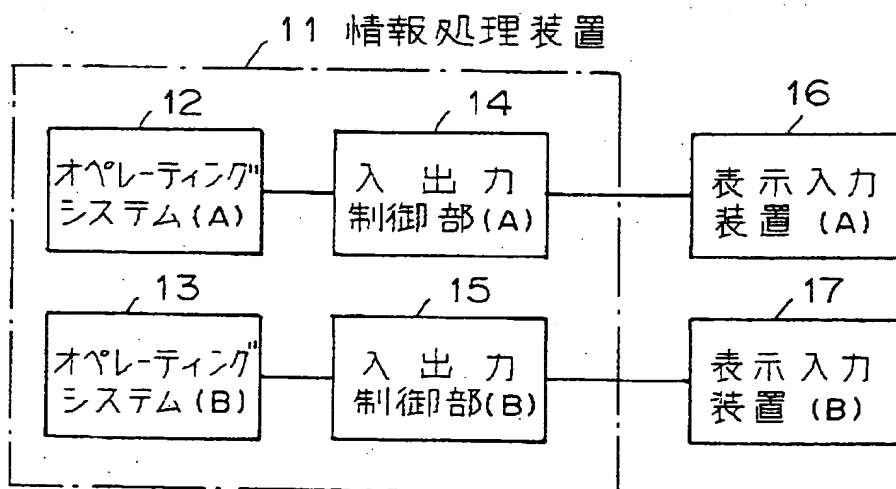 11 情報処理装置
12
14
16
オペレーティング
システム(A)
入出力
制御部(A)
表示入力
装置(A)
13
15
17
オペレーティング
システム(B)
入出力
制御部(B)
表示入力
装置(B)